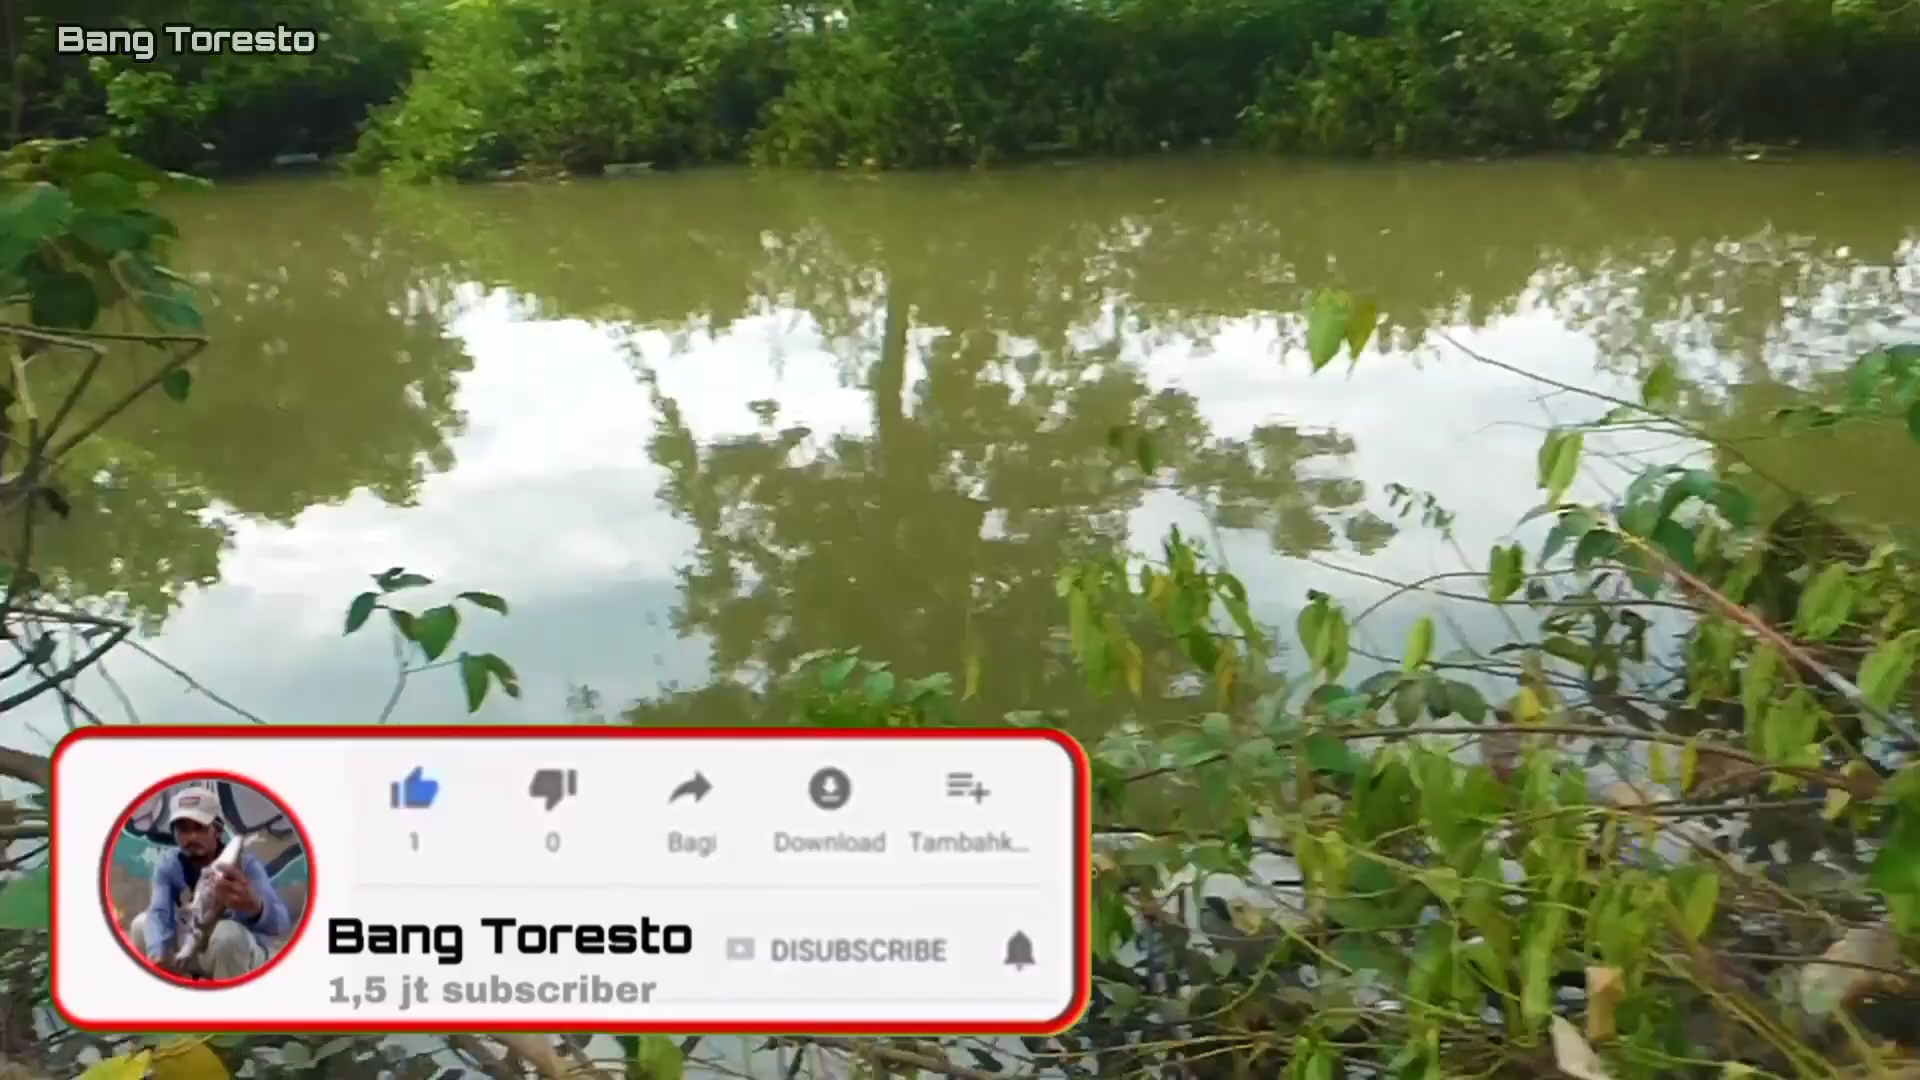 Bang Toresto
1
0
Bagi
Download
Tambahk...
Bang Toresto
DISUBSCRIBE
1,5 jt subscriber